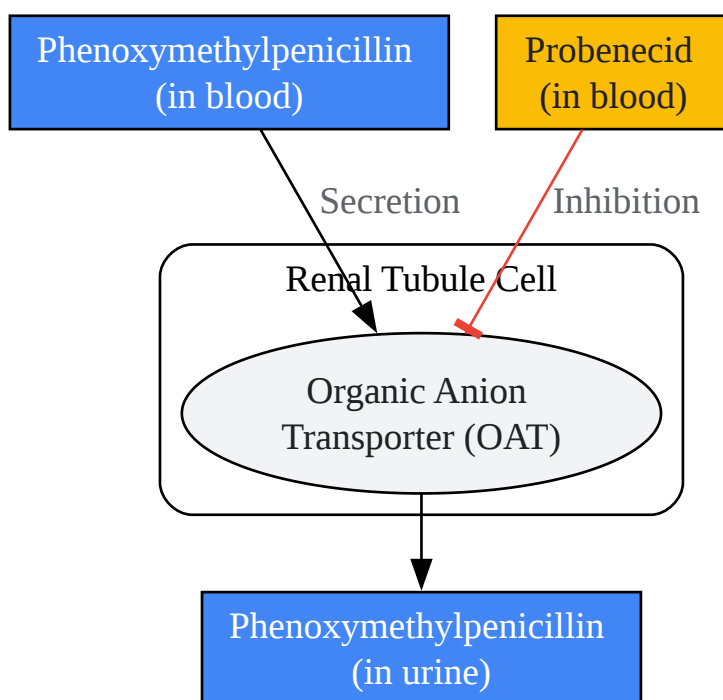 Phenoxymethylpenicillin
(in blood)
Probenecid
(in blood)
Secretion
Inhibition
Renal Tubule Cell
Organic Anion
Transporter (OAT)
Phenoxymethylpenicillin
(in urine)